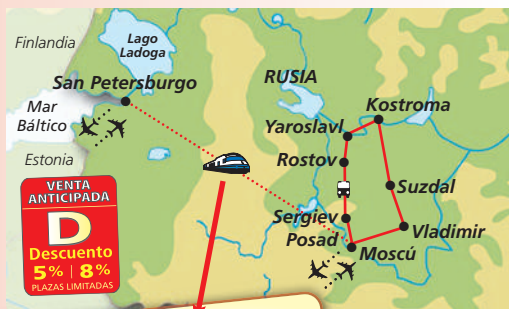 Finlandia
Lago
Ladoga
San Petersburgo
RUSIA
Mar
Báltico
Kostroma
Yaroslavl
Estonia
Rostov
Suzdal
VENTA
ANTICIPADA
D
Descuento
5% | 8%
PLAZAS LIMITADAS
Sergiev
Posad
Vladimir
Moscú